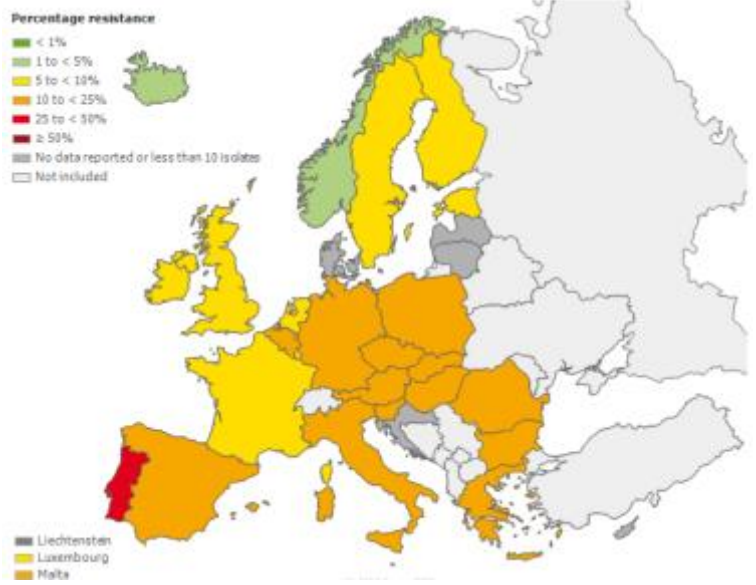 Percentage resistance
< 1%
1 to < 5%
5 to < 10%
10 to < 25%
25 to < 50%
≥ 50%
No data reported or less than 10 isolates
Not included
Liechtenstein
Luxembourg
Malta